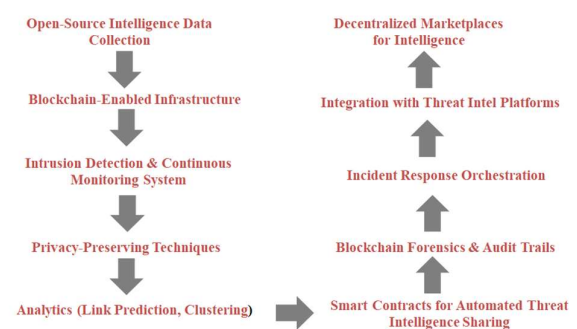 Open-Source Intelligence Data
Collection
Blockchain-Enabled Infrastructure
Intrusion Detection & Continuous
Monitoring System
Privacy-Preserving Techniques
Analytics (Link Prediction, Clustering)
Smart Contracts for Automated Threat
Intelligence Sharing
Blockchain Forensics & Audit Trails
Incident Response Orchestration
Integration with Threat Intel Platforms
Decentralized Marketplaces
for Intelligence